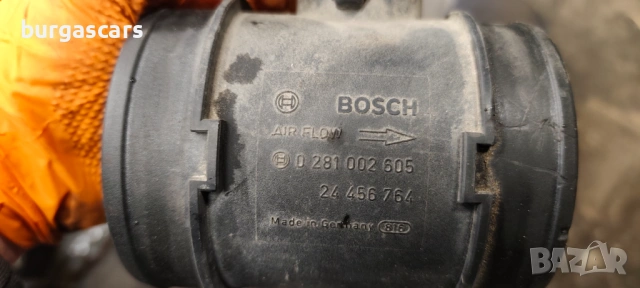 burgascars
BOSCH
AIR FLOW
0 281 002 605
24 456 764
Made in Germany
BAZAR